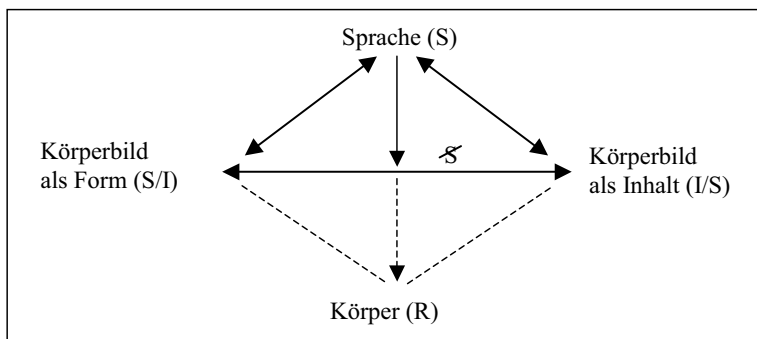 Sprache (S)
S̷
Körperbild
als Form (S/I)
Körperbild
als Inhalt (I/S)
Körper (R)